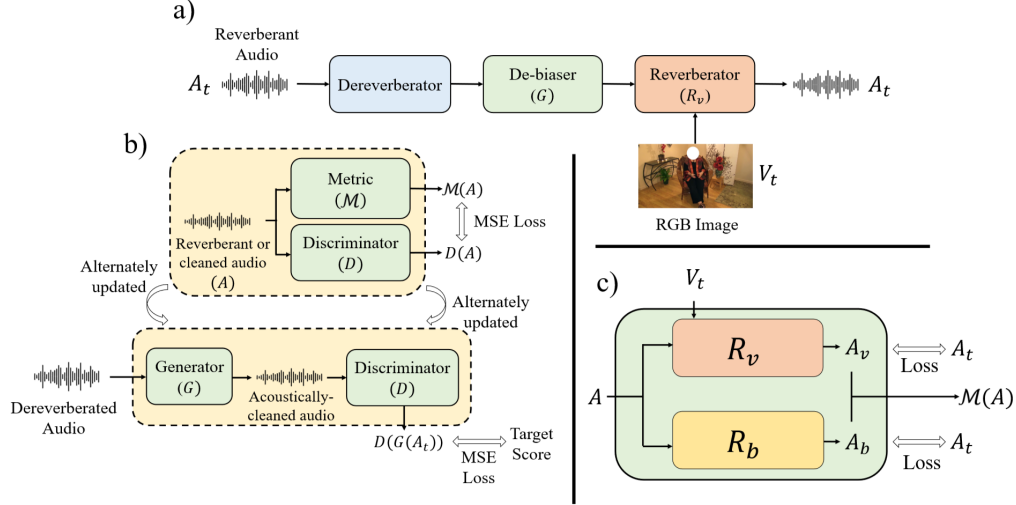 a)
Reverberant
Audio
A_t
Dereverberator
De-biaser
(G)
Reverberator
(R_v)
A_t
V_t
RGB Image
b)
Metric
(M)
M(A)
MSE Loss
Discriminator
(D)
D(A)
Reverberant or
cleaned audio
(A)
Alternately
updated
Alternately
updated
Generator
(G)
Acoustically-
cleaned audio
Discriminator
(D)
Dereverberated
Audio
D(G(A_t))
MSE
Loss
Target
Score
c)
V_t
A
R_v
A_v
Loss
A_t
M(A)
R_b
A_b
Loss
A_t